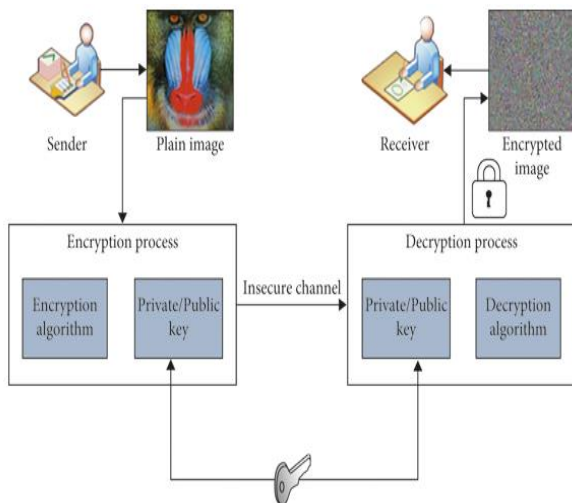 Sender
Plain image
Receiver
Encrypted
image
Encryption process
Encryption
algorithm
Private/Public
key
Insecure channel
Decryption process
Private/Public
key
Decryption
algorithm